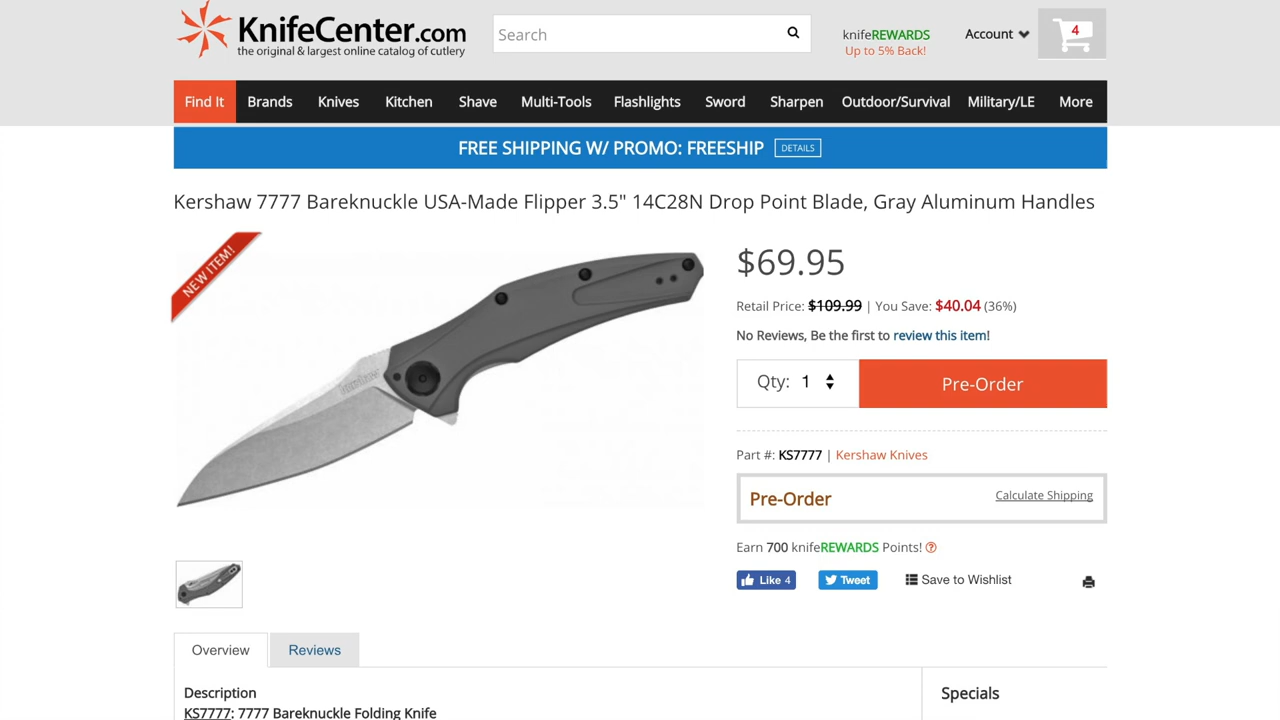 KnifeCenter.com
the original & largest online catalog of cutlery
Search
knifeREWARDS
Up to 5% Back!
Account
4
Find It Brands Knives Kitchen Shave Multi-Tools Flashlights Sword Sharpen Outdoor/Survival Military/LE More
FREE SHIPPING W/ PROMO: FREESHIP DETAILS
Kershaw 7777 Bareknuckle USA-Made Flipper 3.5" 14C28N Drop Point Blade, Gray Aluminum Handles
NEW ITEM!
$69.95
Retail Price: $109.99 | You Save: $40.04 (36%)
No Reviews, Be the first to review this item!
Qty: 1
Pre-Order
Part #: KS7777 | Kershaw Knives
Pre-Order
Calculate Shipping
Earn 700 knifeREWARDS Points!
Like 4
Tweet
Save to Wishlist
Overview
Reviews
Description
KS7777: 7777 Bareknuckle Folding Knife
Specials